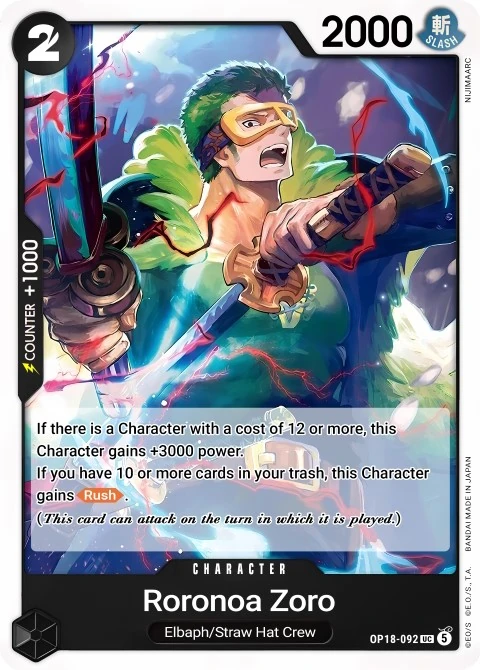 2
2000
斬
SLASH
NIJIMAARC
COUNTER +1000
If there is a Character with a cost of 12 or more, this
Character gains +3000 power.
If you have 10 or more cards in your trash, this Character
gains Rush .
(This card can attack on the turn in which it is played.)
CHARACTER
Roronoa Zoro
Elbaph/Straw Hat Crew
OP18-092 UC 5
©E.O/S ©E.O./S., T.A. BANDAI MADE IN JAPAN